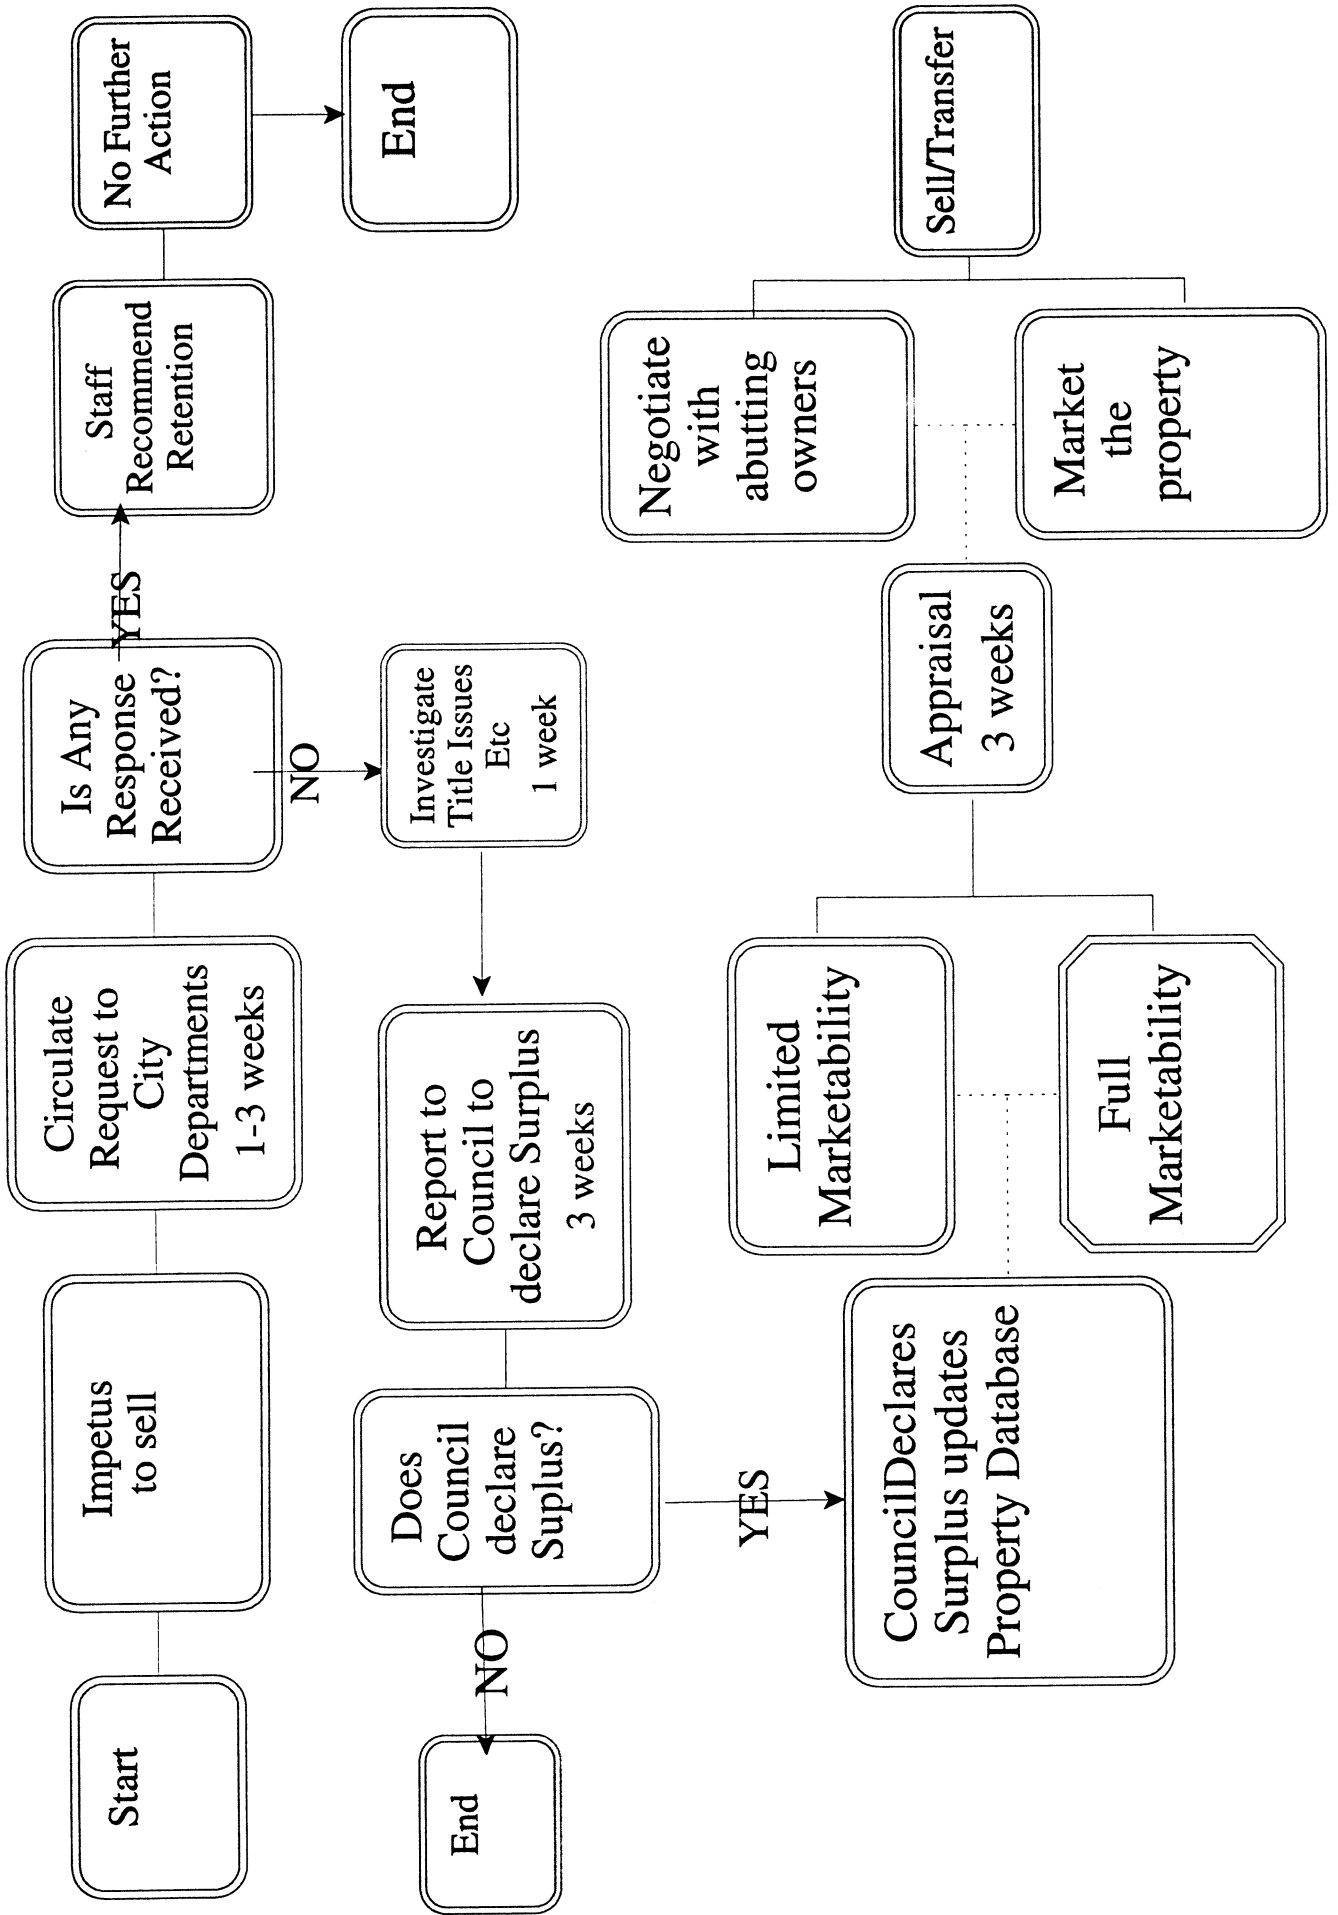 Start
Impetus
to sell
Circulate
Request to
City
Departments
1-3 weeks
Is Any
Response
Received?
YES
Staff
Recommend
Retention
No Further
Action
End
NO
Investigate
Title Issues
Etc
1 week
Report to
Council to
declare Surplus
3 weeks
Does
Council
declare
Suplus?
NO
End
YES
CouncilDeclares
Surplus updates
Property Database
Limited
Marketability
Full
Marketability
Appraisal
3 weeks
Negotiate
with
abutting
owners
Market
the
property
Sell/Transfer